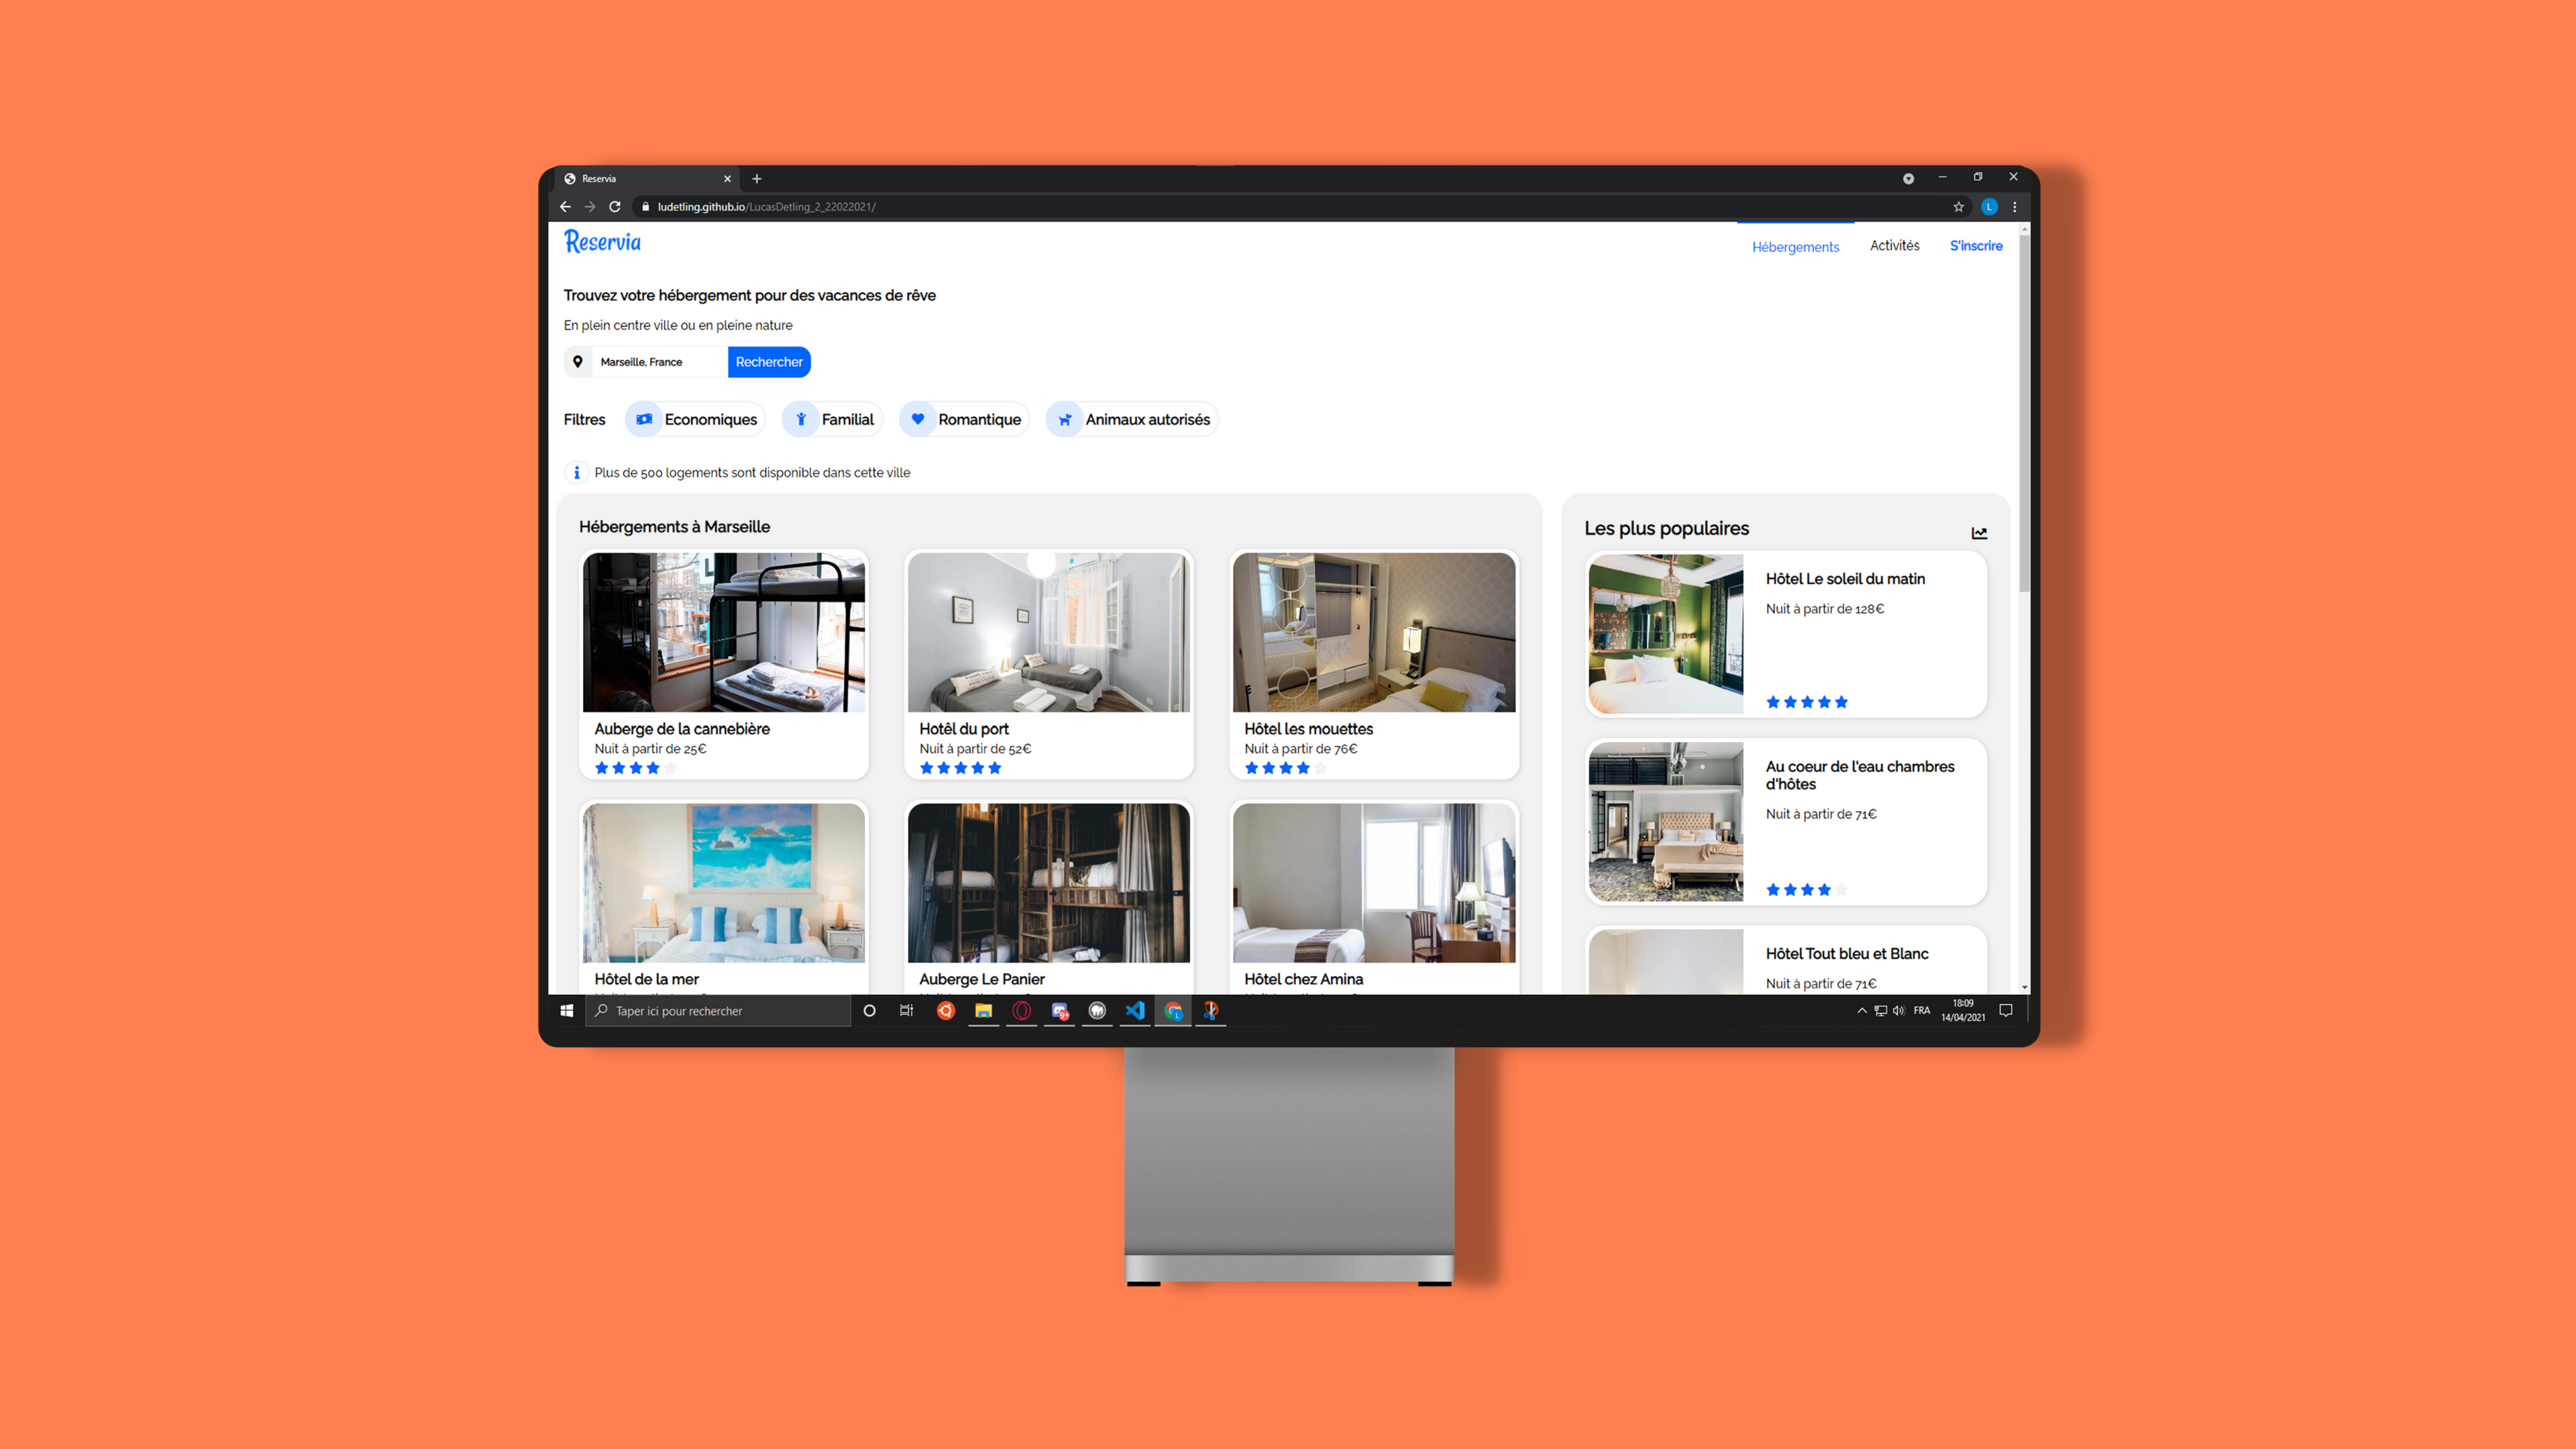 Reservia
ludetling.github.io/LucasDetling_2_22022021/
L
Reservia
Hébergements
Activités
S'inscrire
Trouvez votre hébergement pour des vacances de rêve
En plein centre ville ou en pleine nature
Marseille, France
Rechercher
Filtres
Economiques
Familial
Romantique
Animaux autorisés
Plus de 500 logements sont disponible dans cette ville
Hébergements à Marseille
Auberge de la cannebière
Nuit à partir de 25€
Hotêl du port
Nuit à partir de 52€
Hôtel les mouettes
Nuit à partir de 76€
Hôtel de la mer
Auberge Le Panier
Hôtel chez Amina
Les plus populaires
Hôtel Le soleil du matin
Nuit à partir de 128€
Au coeur de l'eau chambres
d'hôtes
Nuit à partir de 71€
Hôtel Tout bleu et Blanc
Nuit à partir de 71€
Taper ici pour rechercher
FRA
18:09
14/04/2021